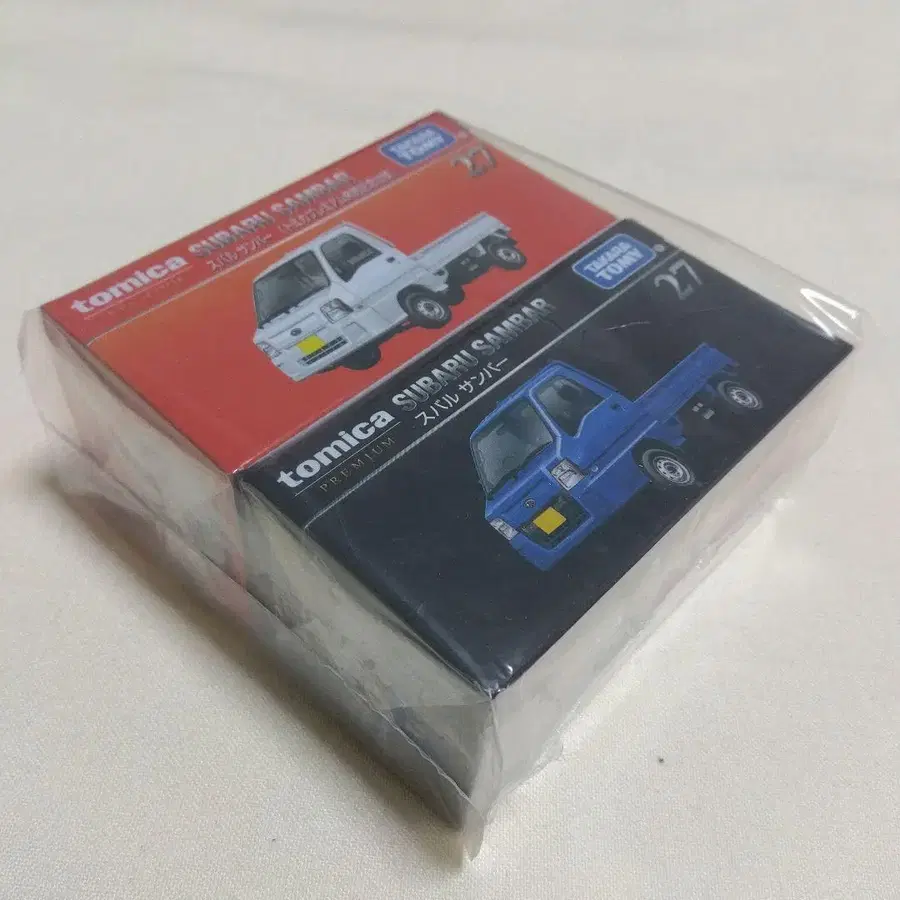 TAKARA
TOMY
27
tomica
SUBARU SAMBAR
スバル サンバー
TAKARA
TOMY
27
tomica
PREMIUM
SUBARU SAMBAR
スバル サンバー